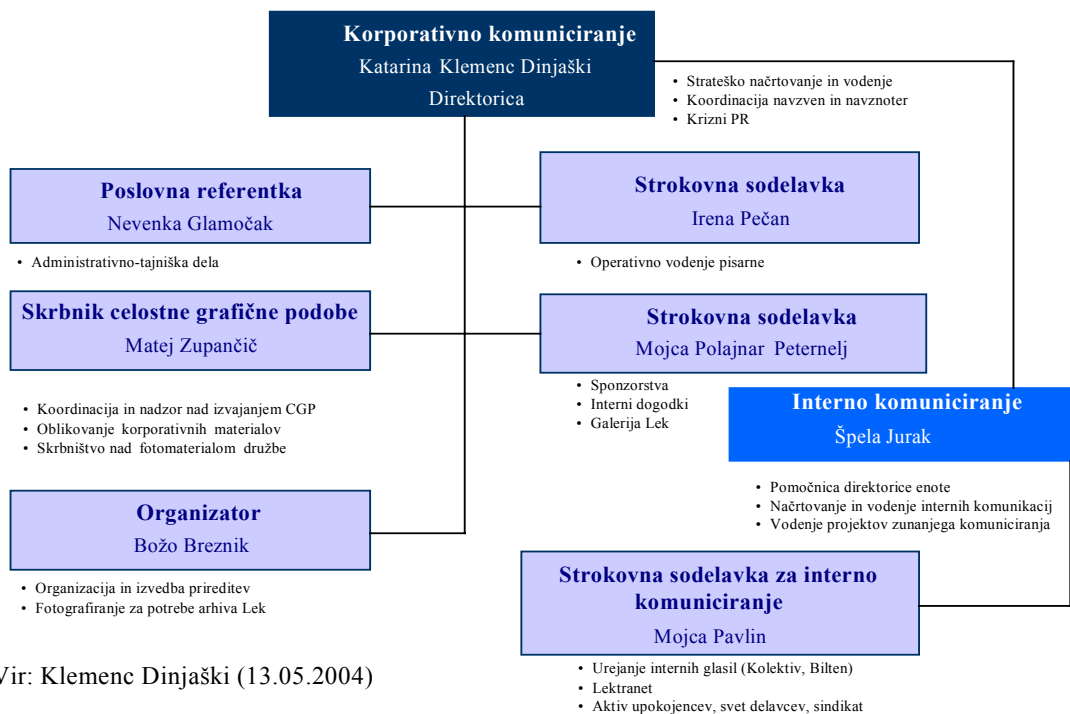 Korporativno komuniciranje
Katarina Klemenc Dinjaški
Direktorica
• Strateško načrtovanje in vodenje
• Koordinacija navzven in navznoter
• Krizni PR
Poslovna referentka
Nevenka Glamočak
• Administrativno-tajniška dela
Strokovna sodelavka
Irena Pečan
• Operativno vodenje pisarne
Skrbnik celostne grafične podobe
Matej Zupančič
• Koordinacija in nadzor nad izvajanjem CGP
• Oblikovanje korporativnih materialov
• Skrbništvo nad fotomaterialom družbe
Strokovna sodelavka
Mojca Polajnar Peternelj
• Sponzorstva
• Interni dogodki
• Galerija Lek
Interno komuniciranje
Špela Jurak
• Pomočnica direktorice enote
• Načrtovanje in vodenje internih komunikacij
• Vodenje projektov zunanjega komuniciranja
Organizator
Božo Breznik
• Organizacija in izvedba prireditev
• Fotografiranje za potrebe arhiva Lek
Strokovna sodelavka za interno
komuniciranje
Mojca Pavlin
• Urejanje internih glasil (Kolektiv, Bilten)
• Lektranet
• Aktiv upokojencev, svet delavcev, sindikat
Vir: Klemenc Dinjaški (13.05.2004)